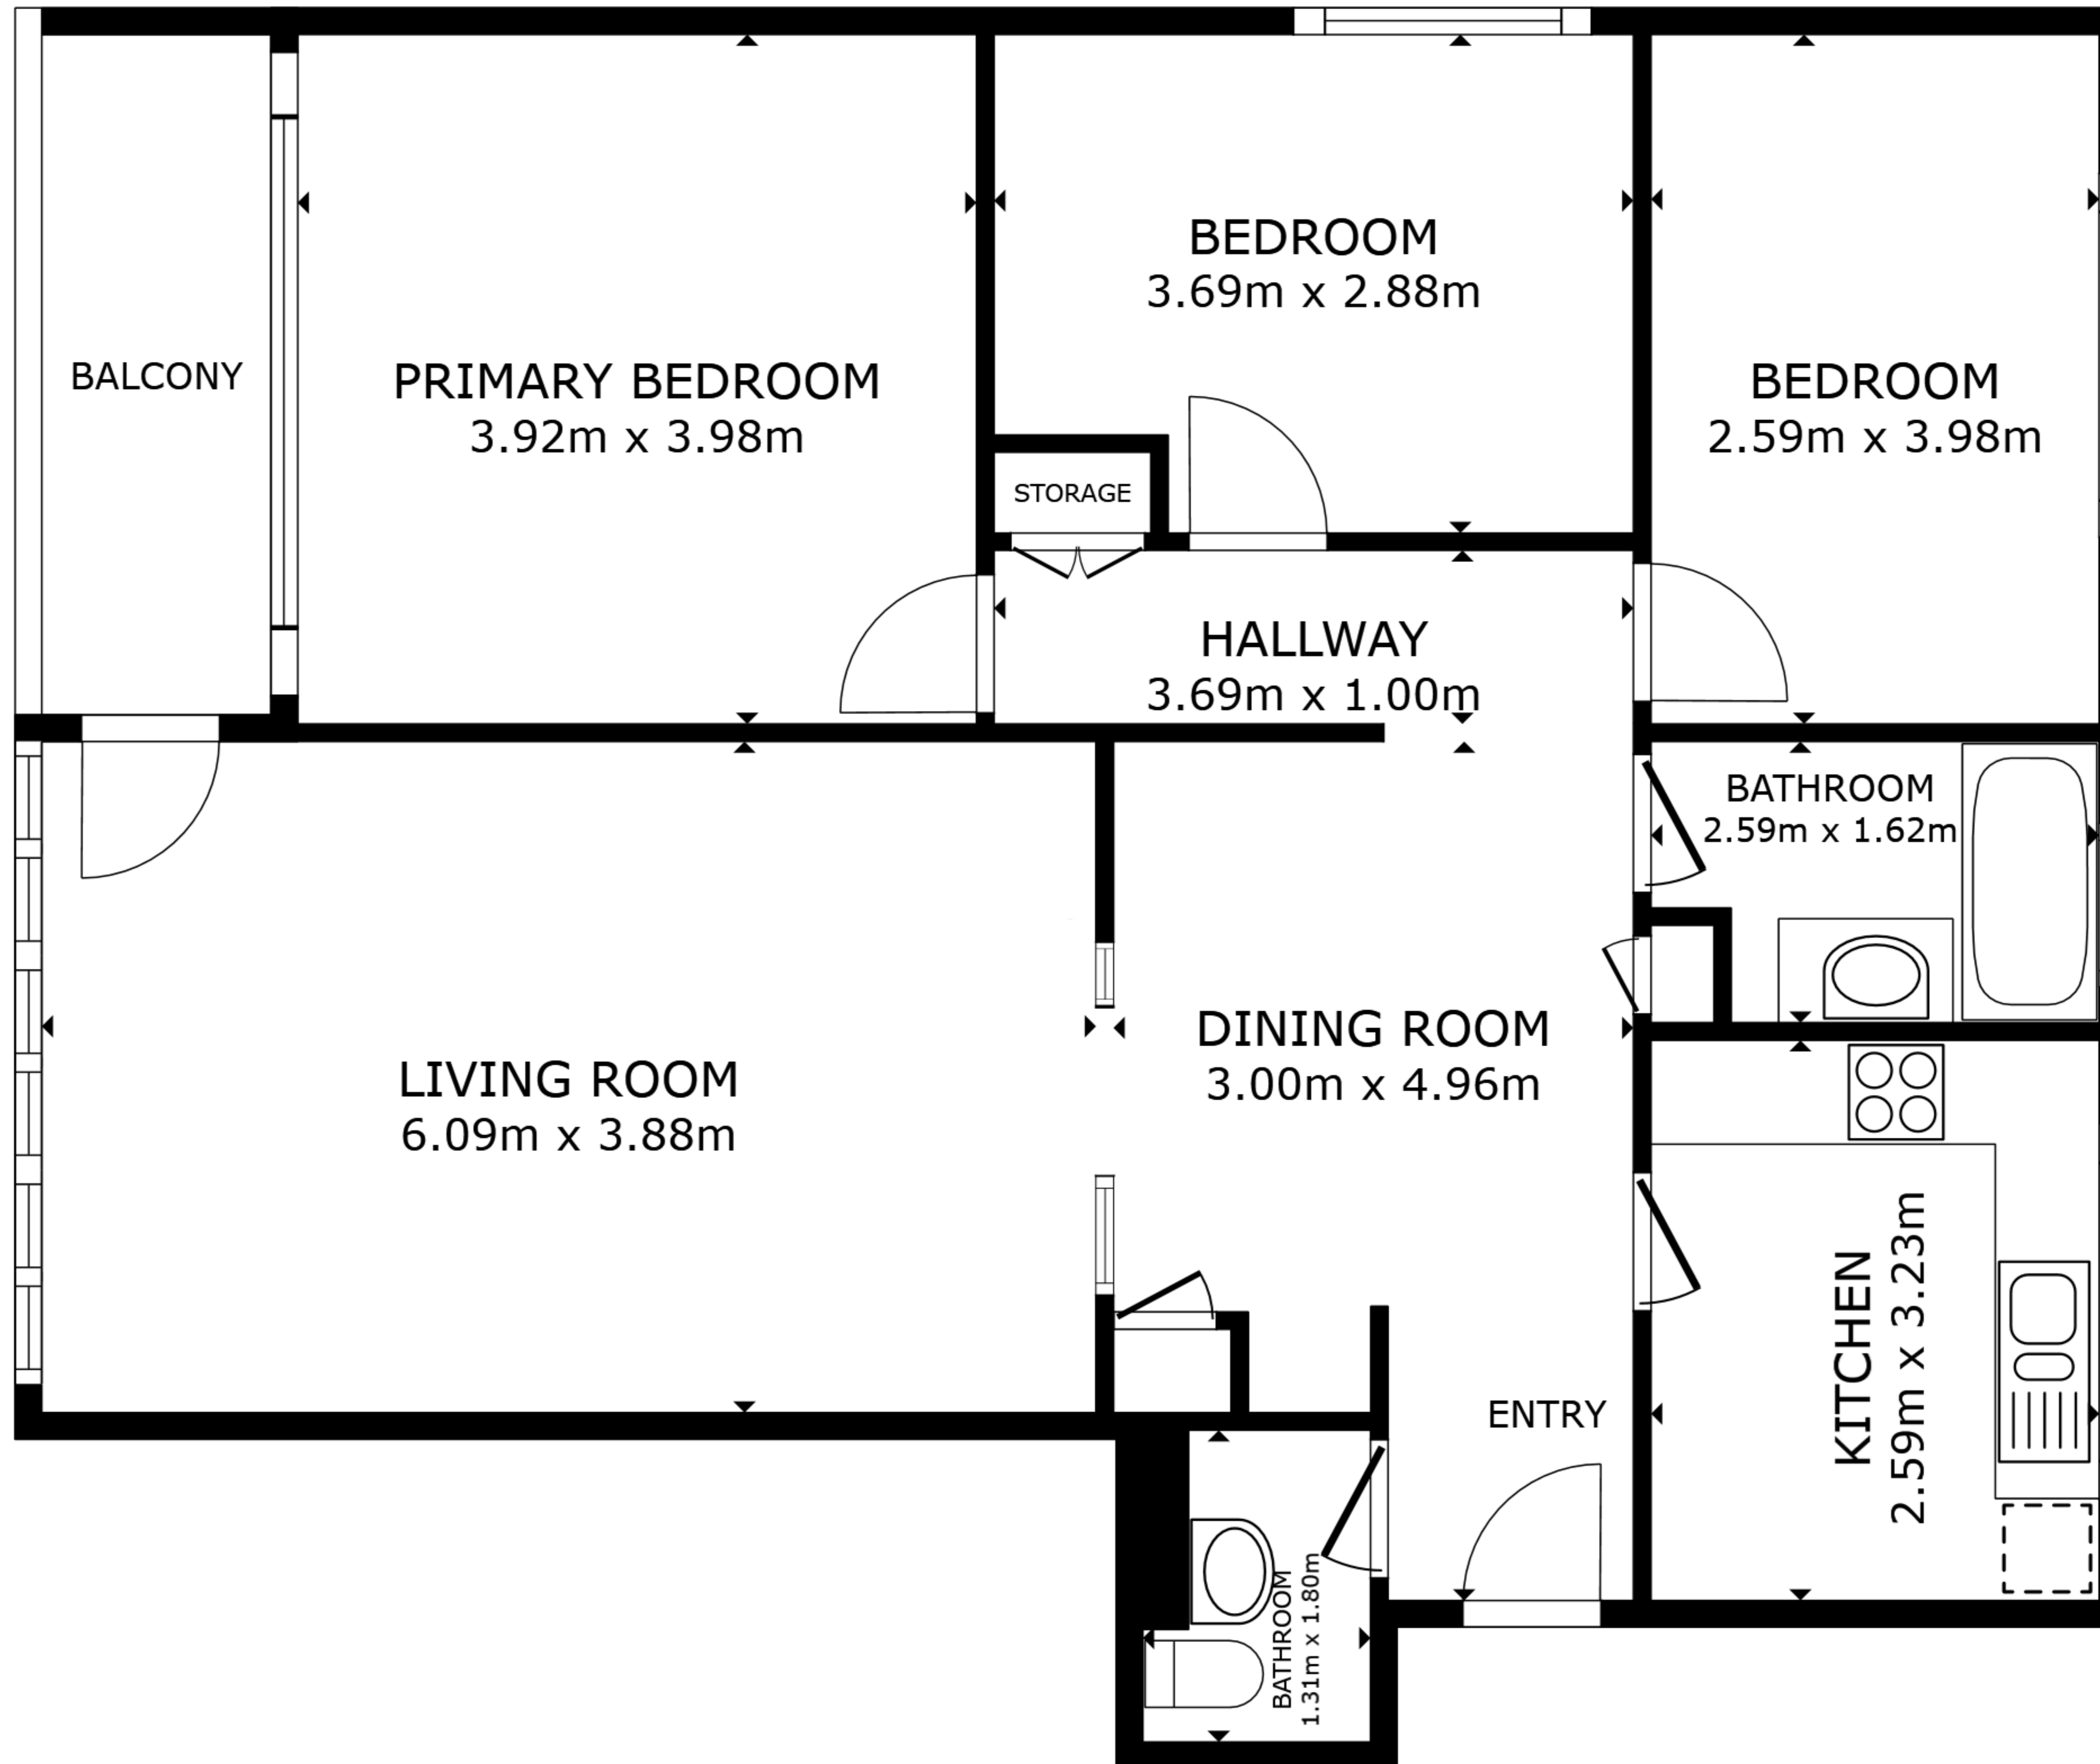 BEDROOM
3.69m x 2.88m
BALCONY
PRIMARY BEDROOM
3.92m x 3.98m
BEDROOM
2.59m x 3.98m
STORAGE
HALLWAY
3.69m x 1.00m
BATHROOM
2.59m x 1.62m
LIVING ROOM
6.09m x 3.88m
DINING ROOM
3.00m x 4.96m
KITCHEN
2.59m x 3.23m
ENTRY
BATHROOM
1.31m x 1.80m